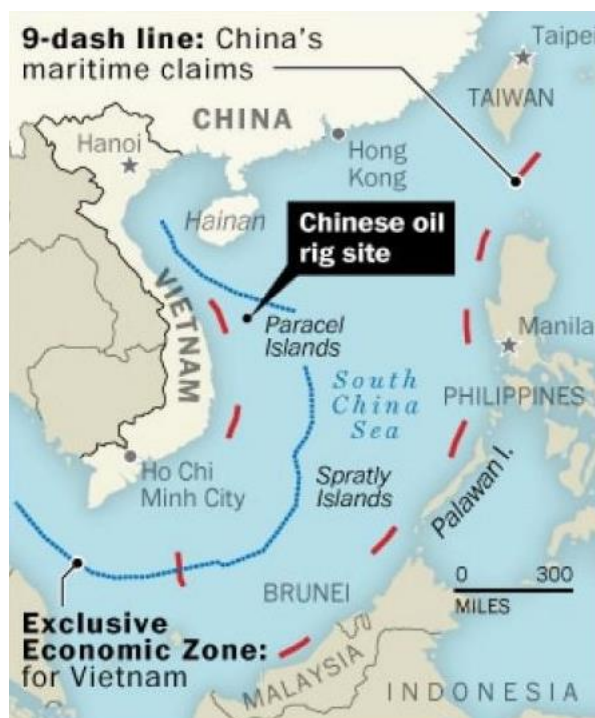 9-dash line: China's
maritime claims
Taipei
TAIWAN
CHINA
Hanoi
Hong
Kong
Hainan
Chinese oil
rig site
VIETNAM
Paracel
Islands
Manila
South
China
Sea
PHILIPPINES
Ho Chi
Minh City
Spratly
Islands
Palawan I.
0 300
MILES
BRUNEI
Exclusive
Economic Zone:
for Vietnam
MALAYSIA
INDONESIA